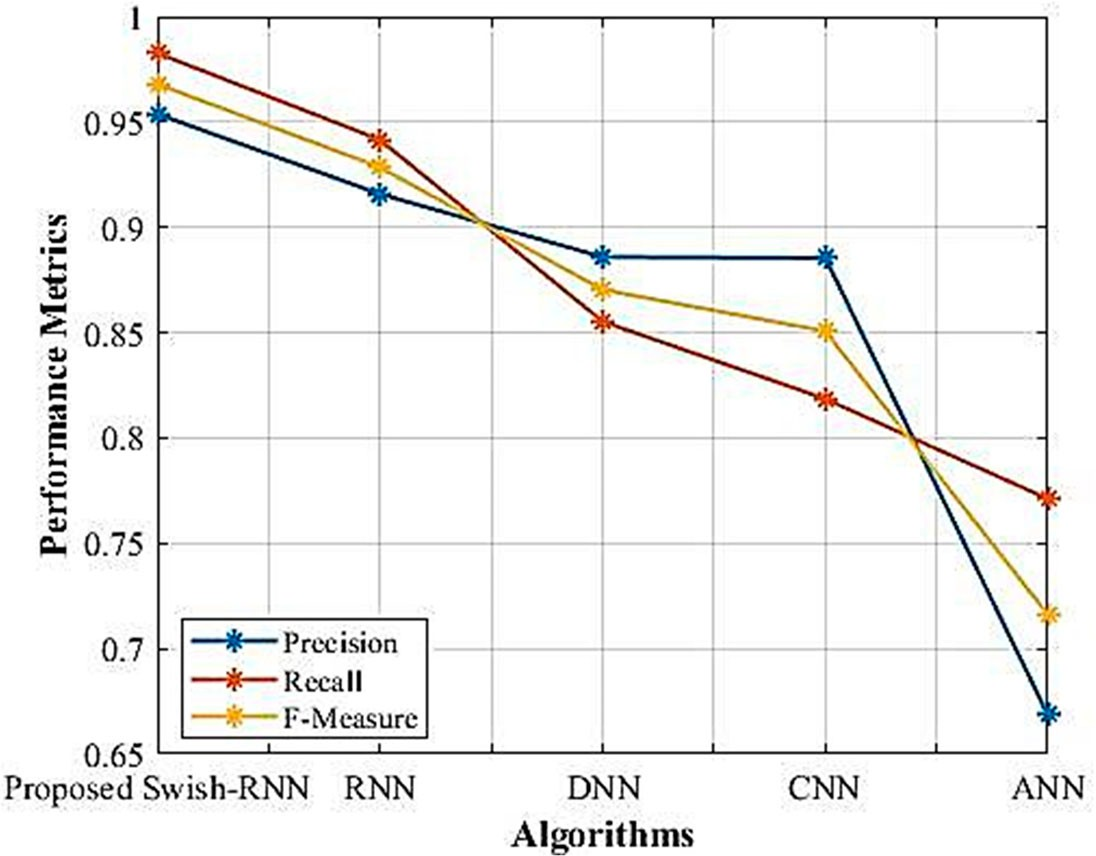 1
0.95
0.9
0.85
0.8
0.75
0.7
0.65
Performance Metrics
Precision
Recall
F-Measure
Proposed Swish-RNN RNN DNN CNN ANN
Algorithms